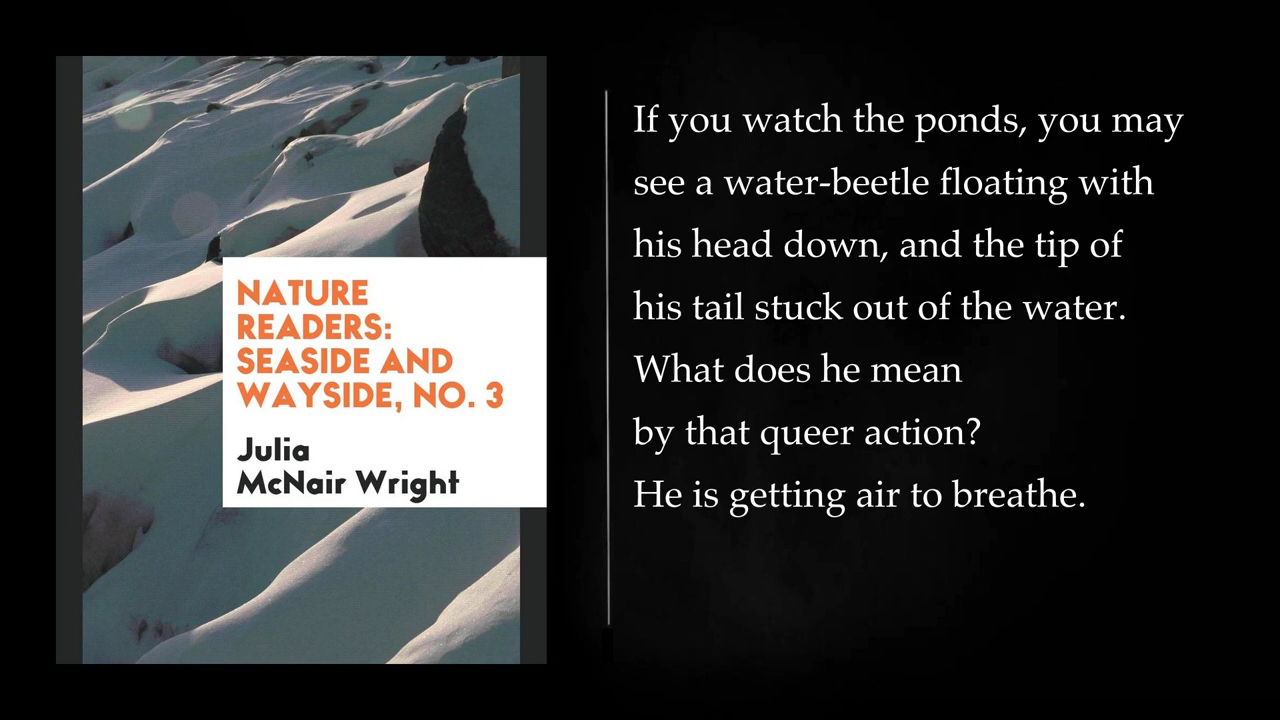 NATURE
READERS:
SEASIDE AND
WAYSIDE, NO. 3
Julia
McNair Wright
If you watch the ponds, you may
see a water-beetle floating with
his head down, and the tip of
his tail stuck out of the water.
What does he mean
by that queer action?
He is getting air to breathe.